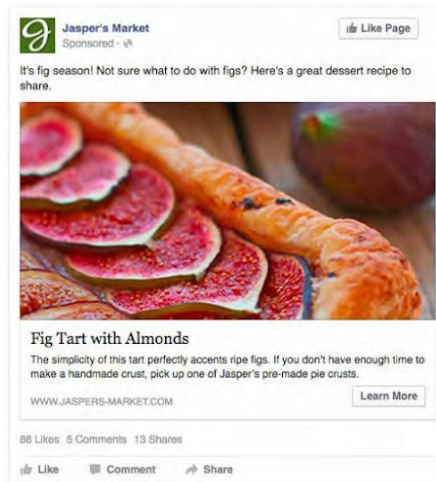 Jasper's Market
Like Page
Sponsored ·
It's fig season! Not sure what to do with figs? Here's a great dessert recipe to
share.
Fig Tart with Almonds
The simplicity of this tart perfectly accents ripe figs. If you don't have enough time to
make a handmade crust, pick up one of Jasper's pre-made pie crusts.
WWW.JASPERS-MARKET.COM
Learn More
88 Likes 5 Comments 13 Shares
Like Comment Share